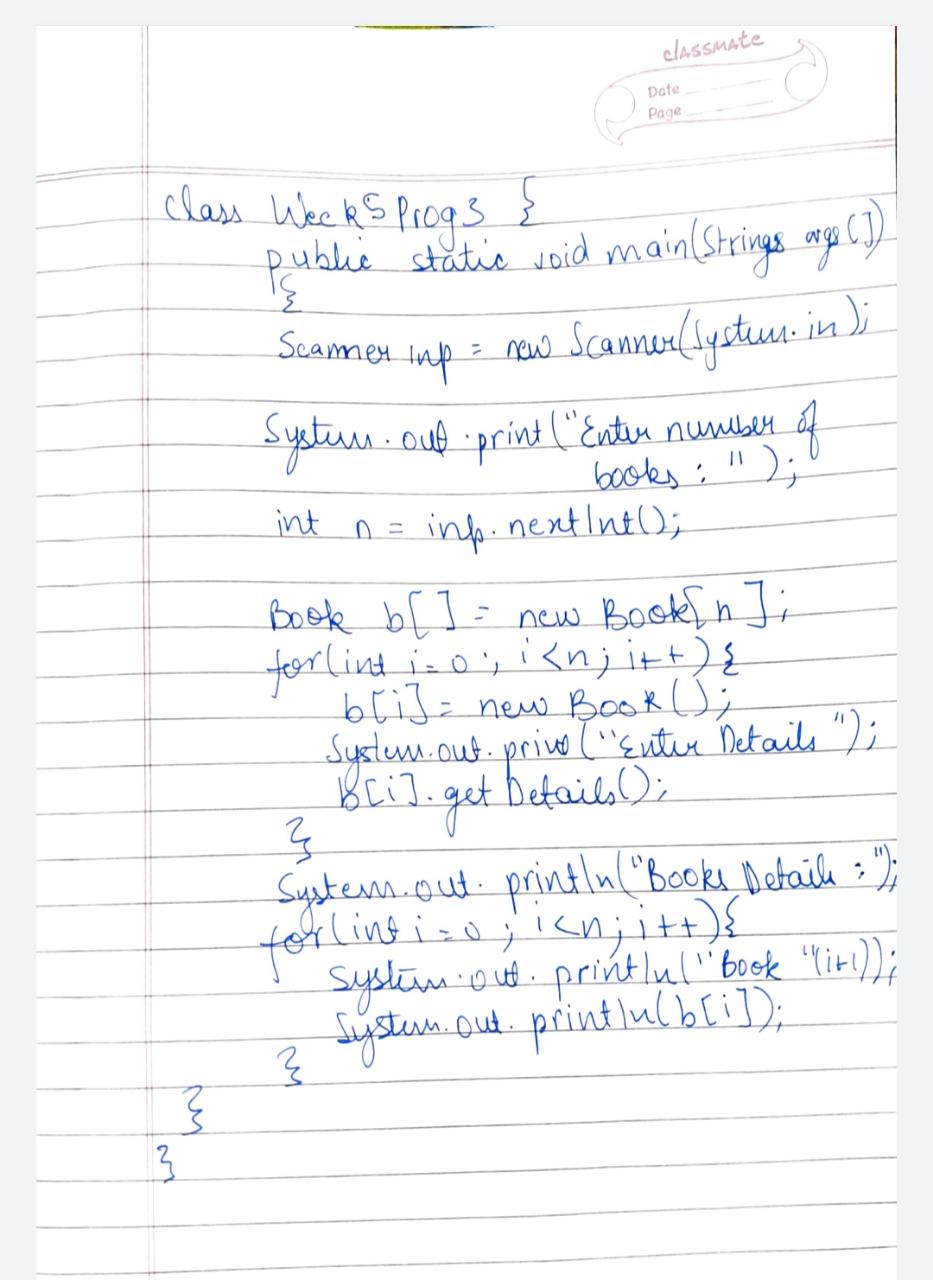 classmate
Date
Page
class Week5Prog3 {
public static void main(Strings args[])
{
Scanner inp = new Scanner(System.in);
System.out.print("Enter number of
books : ");
int n = inp.nextInt();
Book b[] = new Book[n];
for(int i=0; i<n; i++){
b[i] = new Book();
System.out.print("Enter Details ");
B[i].getDetails();
}
System.out.println("Books Details :");
for(int i=0; i<n; i++){
System.out.println("Book "(i+1));
System.out.println(b[i]);
}
}
}